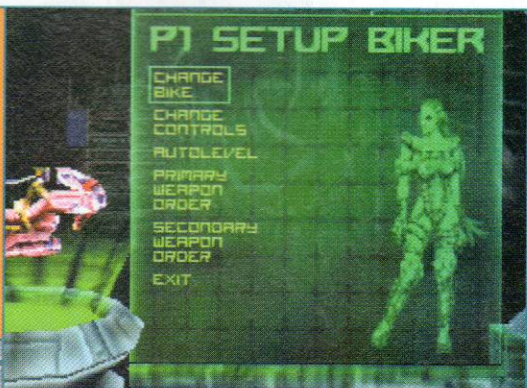 P1 SETUP BIKER
CHANGE
BIKE
CHANGE
CONTROLS
AUTOLEVEL
PRIMARY
WEAPON
ORDER
SECONDARY
WEAPON
ORDER
EXIT